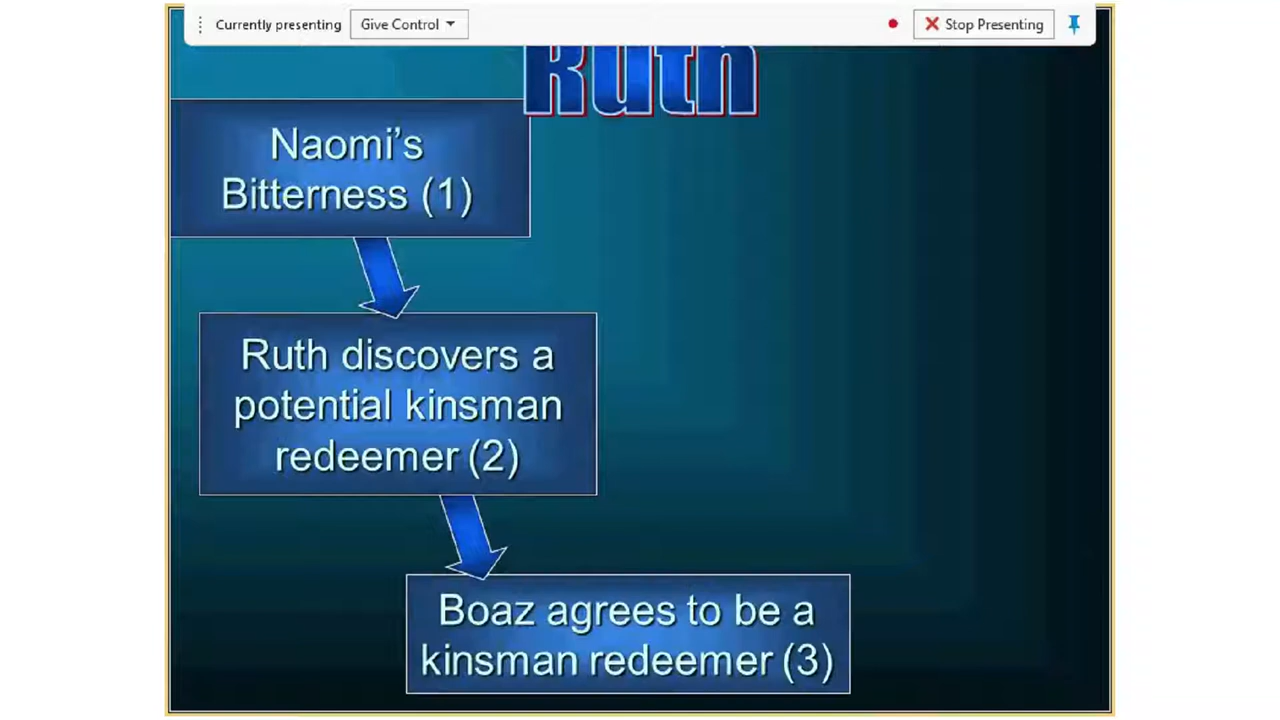 Currently presenting Give Control Stop Presenting
Ruth
Naomi’s
Bitterness (1)
Ruth discovers a
potential kinsman
redeemer (2)
Boaz agrees to be a
kinsman redeemer (3)